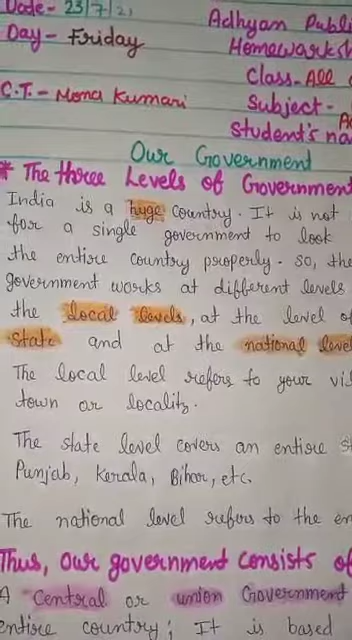 Date - 23/7/21
Adhyan Publi
Day - Friday
Homeworksh
Class - All
C.T. - Mona Kumari
Subject -
Student's na
Our Government
* The three Levels of Government
India is a huge country. It is not
for a single government to look
the entire country properly. so, the
government works at different levels
the local levels, at the level of
state and at the national level
The local level refers to your vil
town or locality.
The state level covers an entire st
Punjab, Kerala, Bihar, etc.
The national level refers to the en
Thus, Our government consists of
A Central or union Government
entire country; It is based